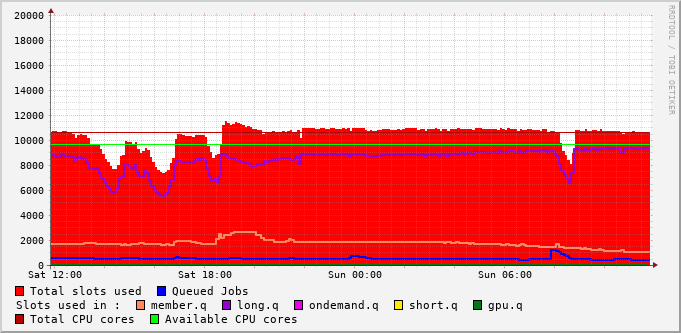 20000
18000
16000
14000
12000
10000
8000
6000
4000
2000
0
Sat 12:00 Sat 18:00 Sun 00:00 Sun 06:00
Total slots used Queued Jobs
Slots used in : member.q long.q ondemand.q short.q gpu.q
Total CPU cores Available CPU cores
RRDTOOL / TOBI OETIKER